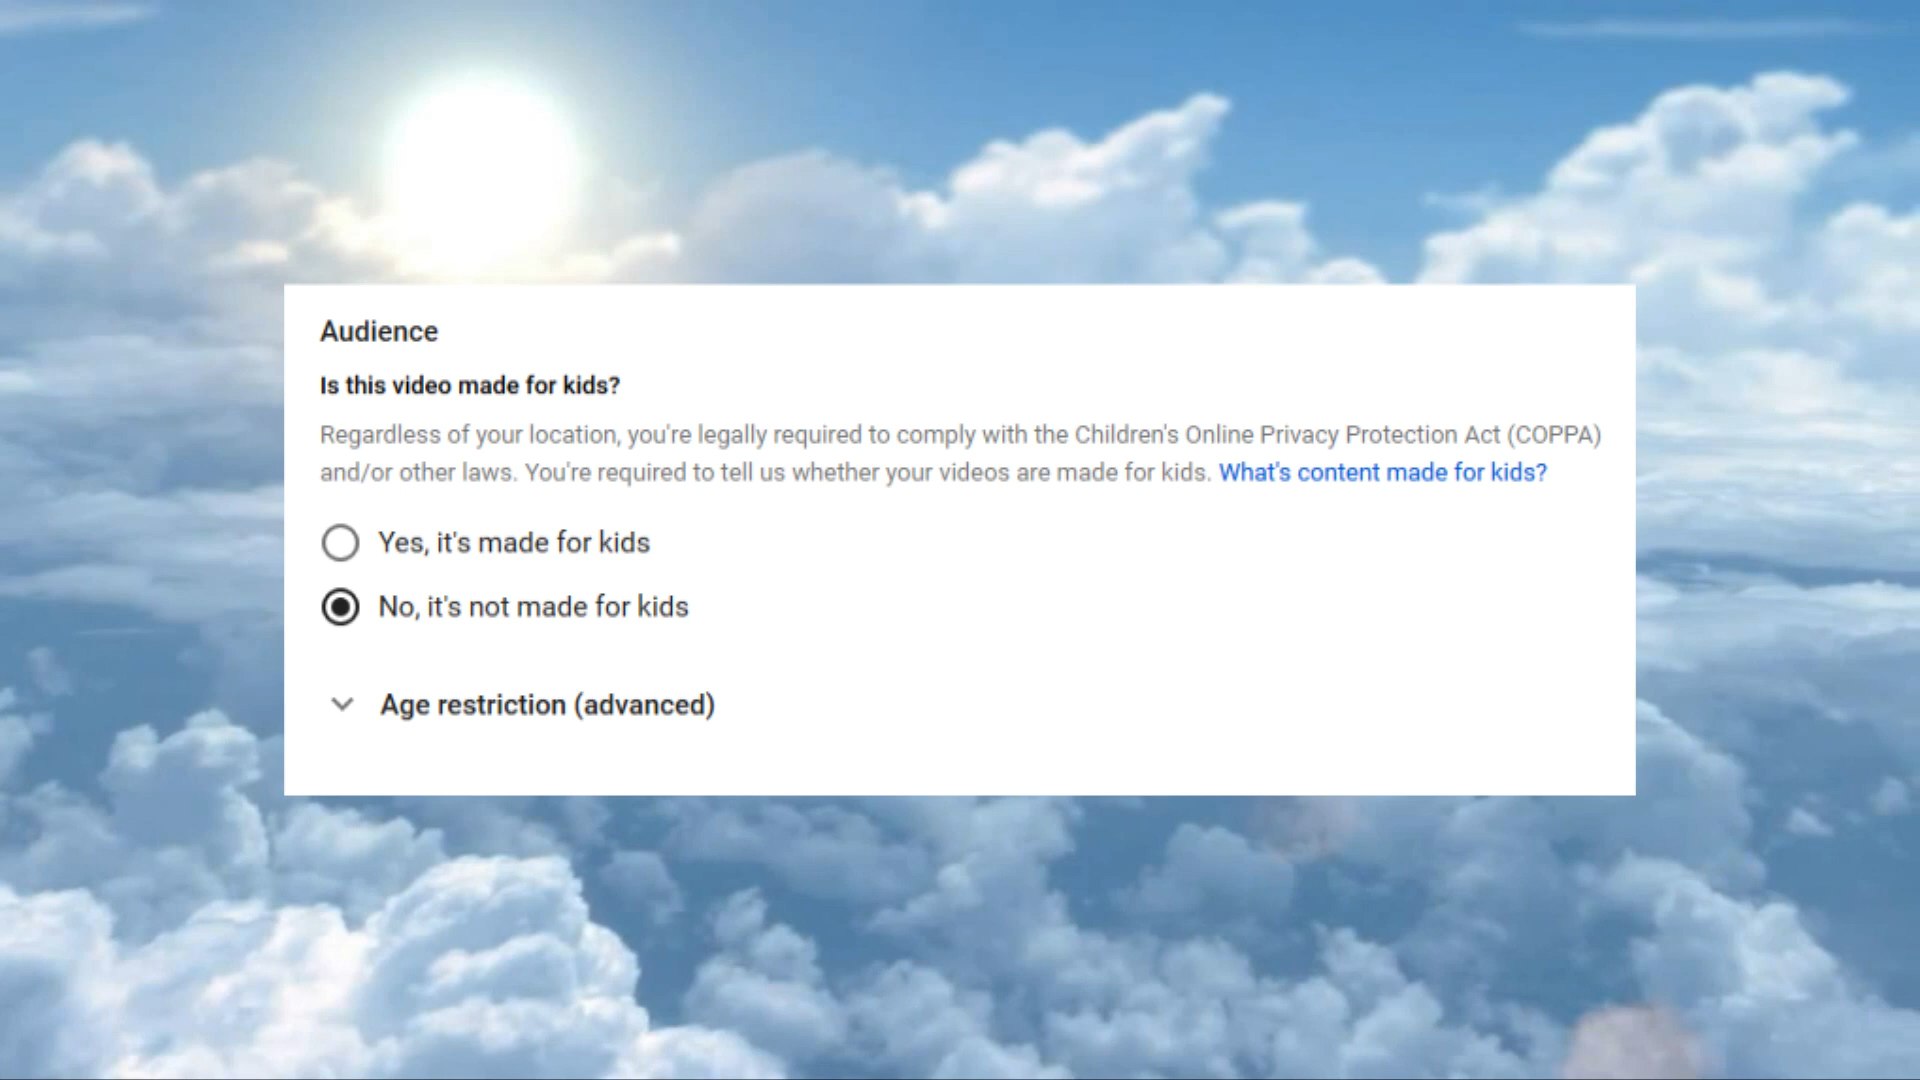 Audience
Is this video made for kids?
Regardless of your location, you're legally required to comply with the Children's Online Privacy Protection Act (COPPA)
and/or other laws. You're required to tell us whether your videos are made for kids. What's content made for kids?
Yes, it's made for kids
No, it's not made for kids
Age restriction (advanced)